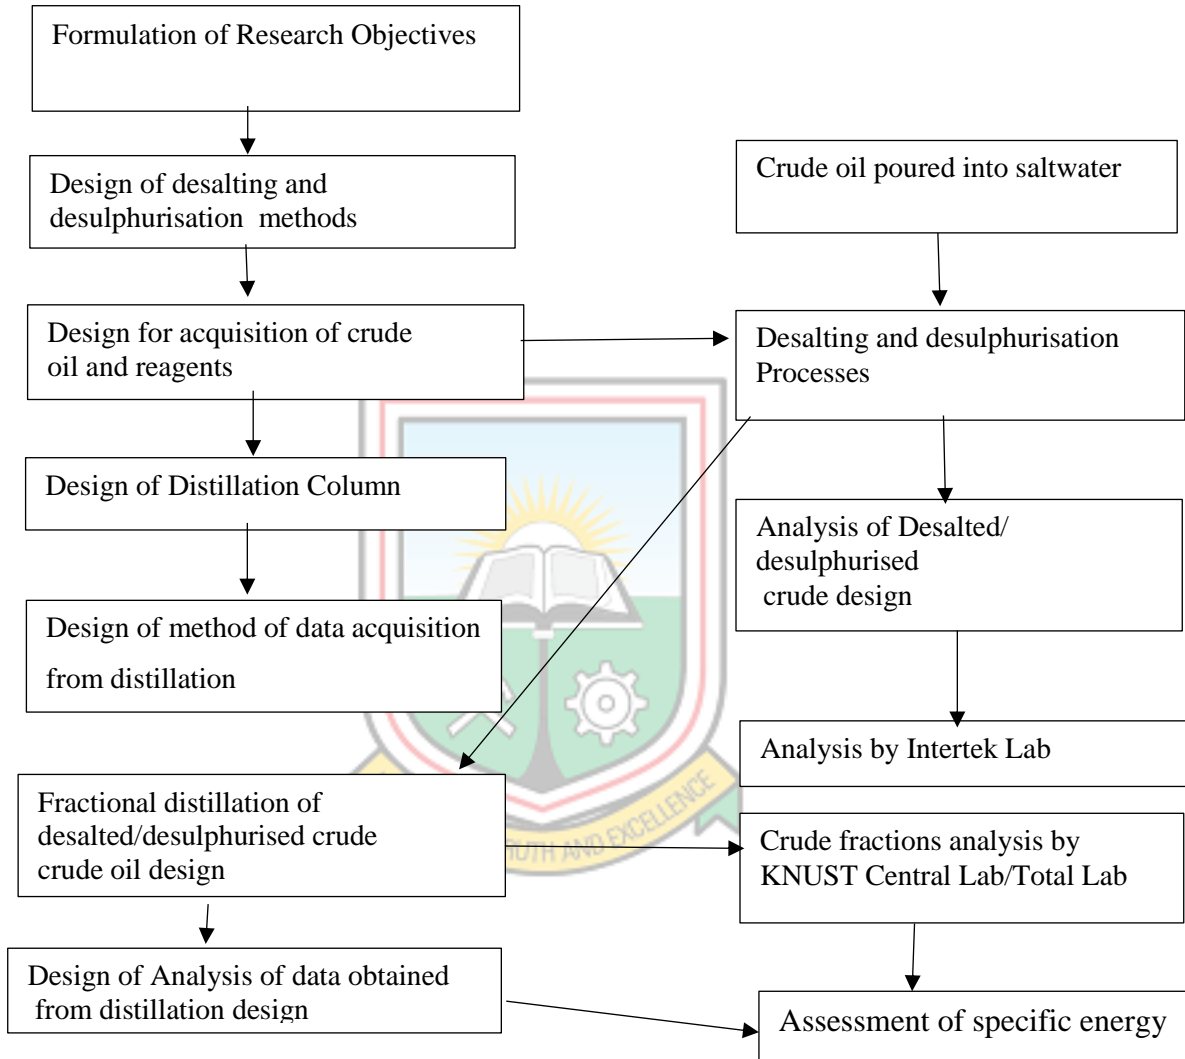 Formulation of Research Objectives
Design of desalting and
desulphurisation methods
Design for acquisition of crude
oil and reagents
Design of Distillation Column
Design of method of data acquisition
from distillation
Fractional distillation of
desalted/desulphurised crude
crude oil design
Design of Analysis of data obtained
from distillation design
Crude oil poured into saltwater
Desalting and desulphurisation
Processes
Analysis of Desalted/
desulphurised
crude design
Analysis by Intertek Lab
Crude fractions analysis by
KNUST Central Lab/Total Lab
Assessment of specific energy
AND EXCELLENCE